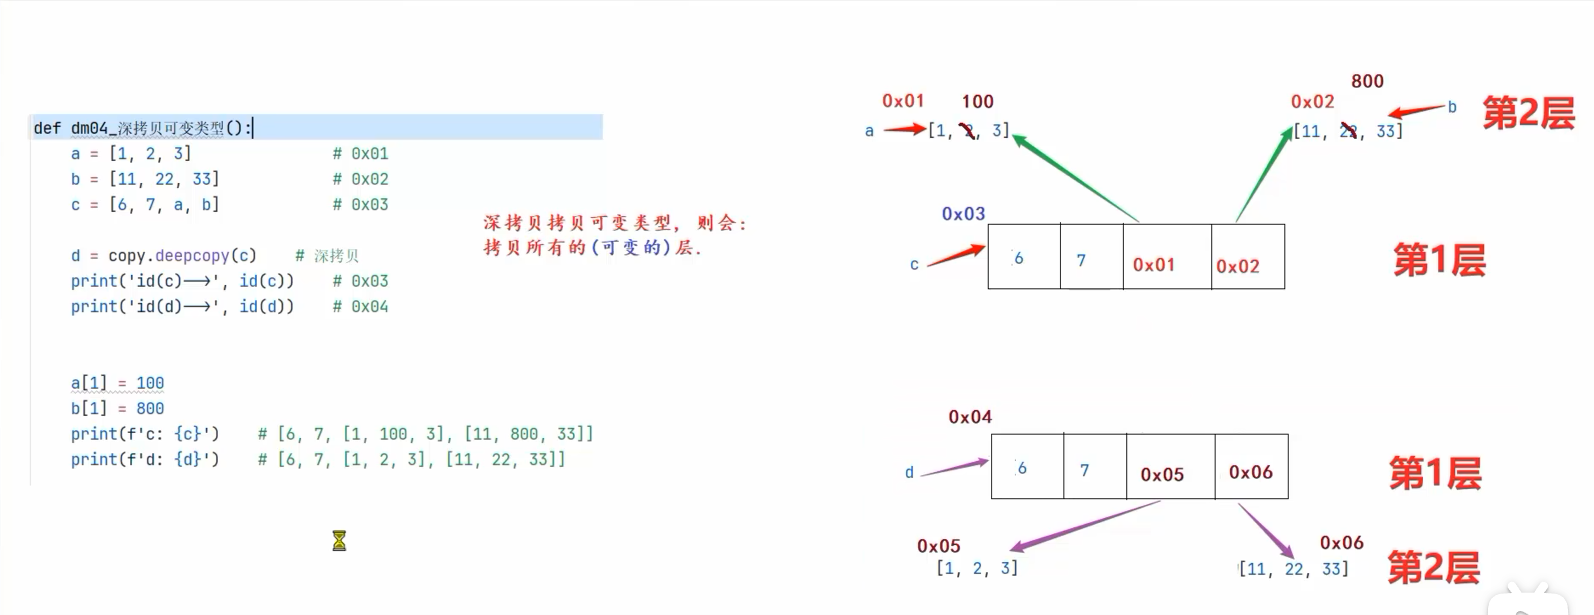 def dm04_深拷贝可变类型():
a = [1, 2, 3] # 0x01
b = [11, 22, 33] # 0x02
c = [6, 7, a, b] # 0x03
d = copy.deepcopy(c) # 深拷贝
print('id(c)-->', id(c)) # 0x03
print('id(d)-->', id(d)) # 0x04
a[1] = 100
b[1] = 800
print(f'c: {c}') # [6, 7, [1, 100, 3], [11, 800, 33]]
print(f'd: {d}') # [6, 7, [1, 2, 3], [11, 22, 33]]
深拷贝拷贝可变类型, 则会:
拷贝所有的(可变的)层.
800
0x01 100 0x02
a [1, 2, 3] [11, 22, 33] b 第2层
0x03
c 6 7 0x01 0x02 第1层
0x04
d 6 7 0x05 0x06 第1层
0x05 0x06
[1, 2, 3] [11, 22, 33] 第2层